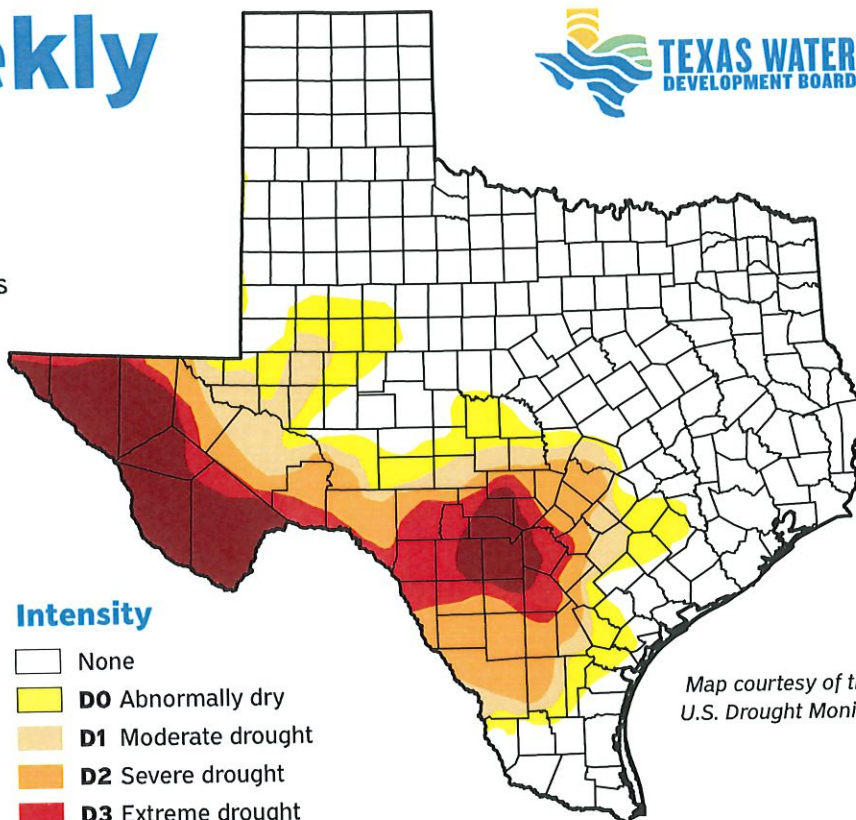 ekly
TEXAS WATER
DEVELOPMENT BOARD
s
Intensity
None
D0 Abnormally dry
D1 Moderate drought
D2 Severe drought
D3 Extreme drought
Map courtesy of t
U.S. Drought Moni